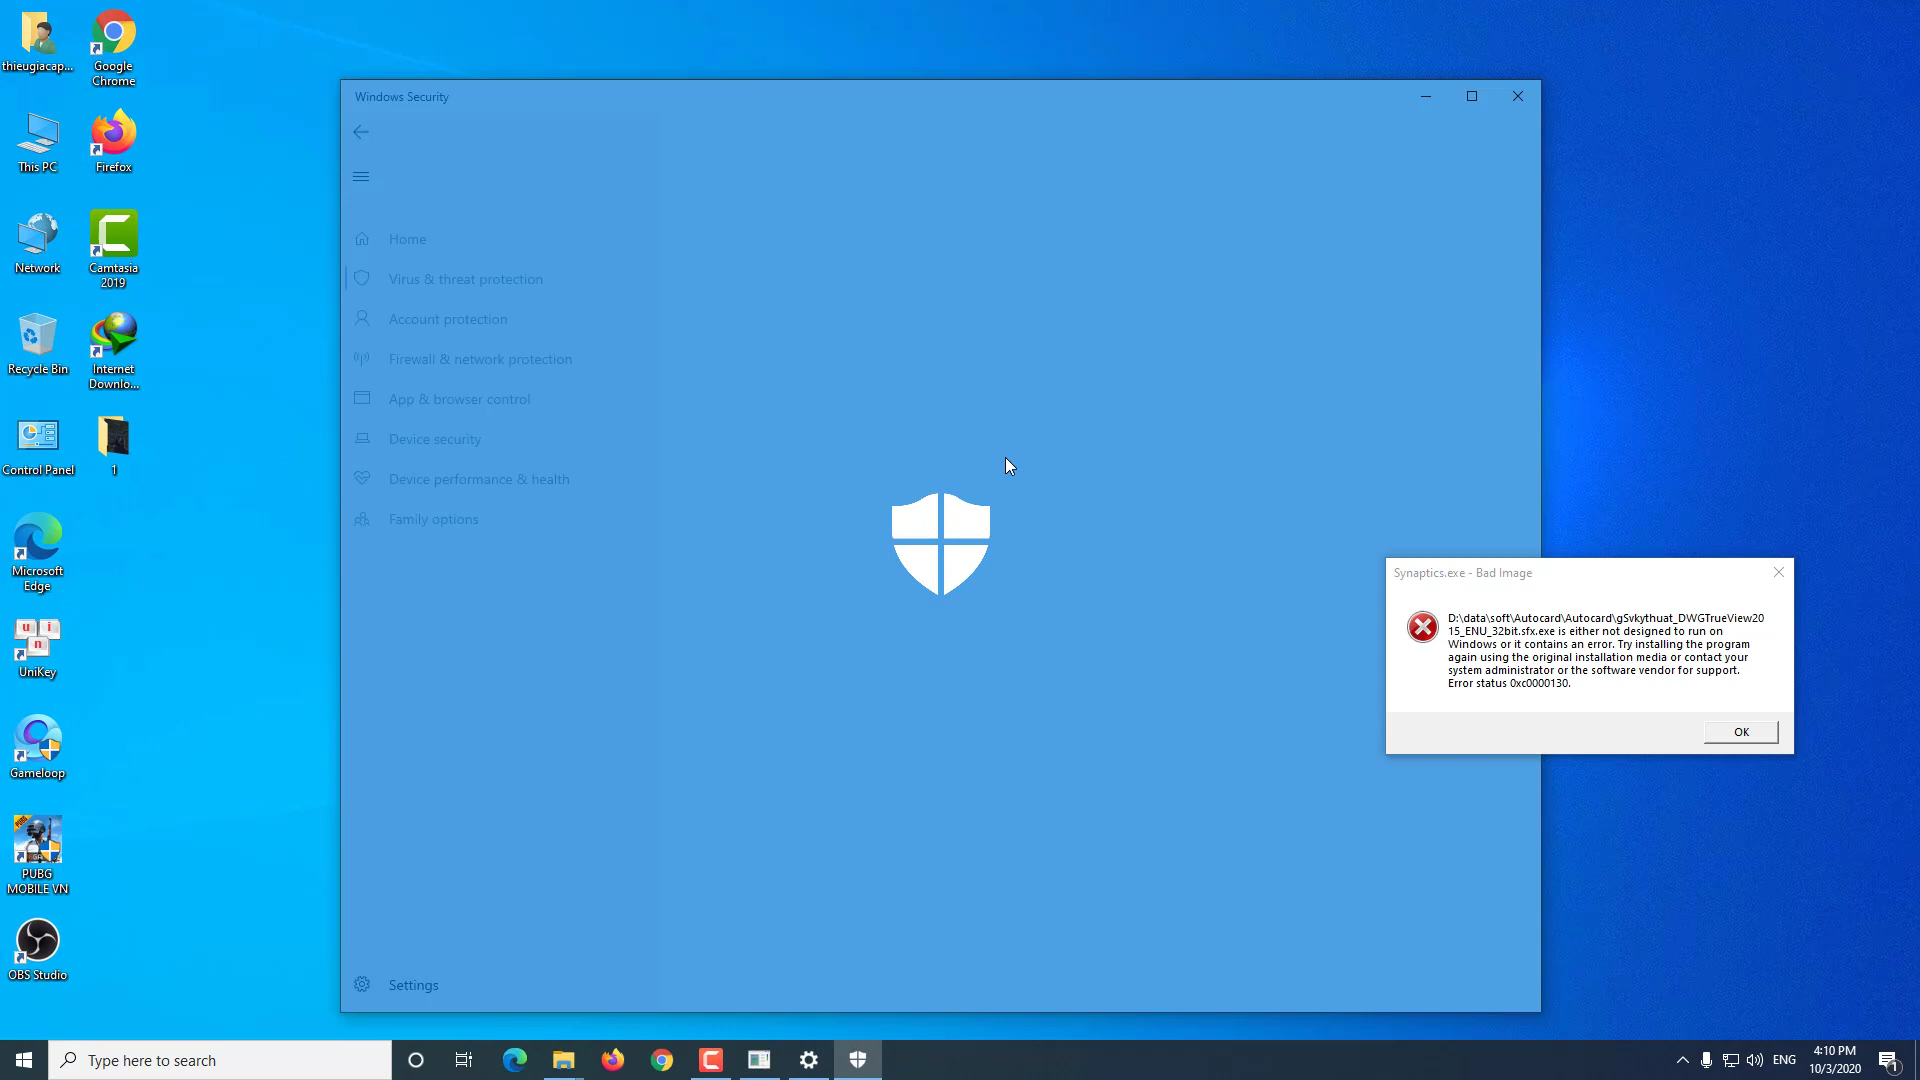 thieugiacap...
Google
Chrome
This PC
Firefox
Network
Camtasia
2019
Recycle Bin
Internet
Downlo...
Control Panel
1
Microsoft
Edge
u i
n
UniKey
Gameloop
PUBG
MOBILE VN
OBS Studio
Windows Security
Home
Virus & threat protection
Account protection
Firewall & network protection
App & browser control
Device security
Device performance & health
Family options
Settings
Synaptics.exe - Bad Image
D:\data\soft\Autocard\Autocard\gSvkythuat_DWGTrueView20
15_ENU_32bit.sfx.exe is either not designed to run on
Windows or it contains an error. Try installing the program
again using the original installation media or contact your
system administrator or the software vendor for support.
Error status 0xc0000130.
OK
Type here to search
ENG
4:10 PM
10/3/2020
1